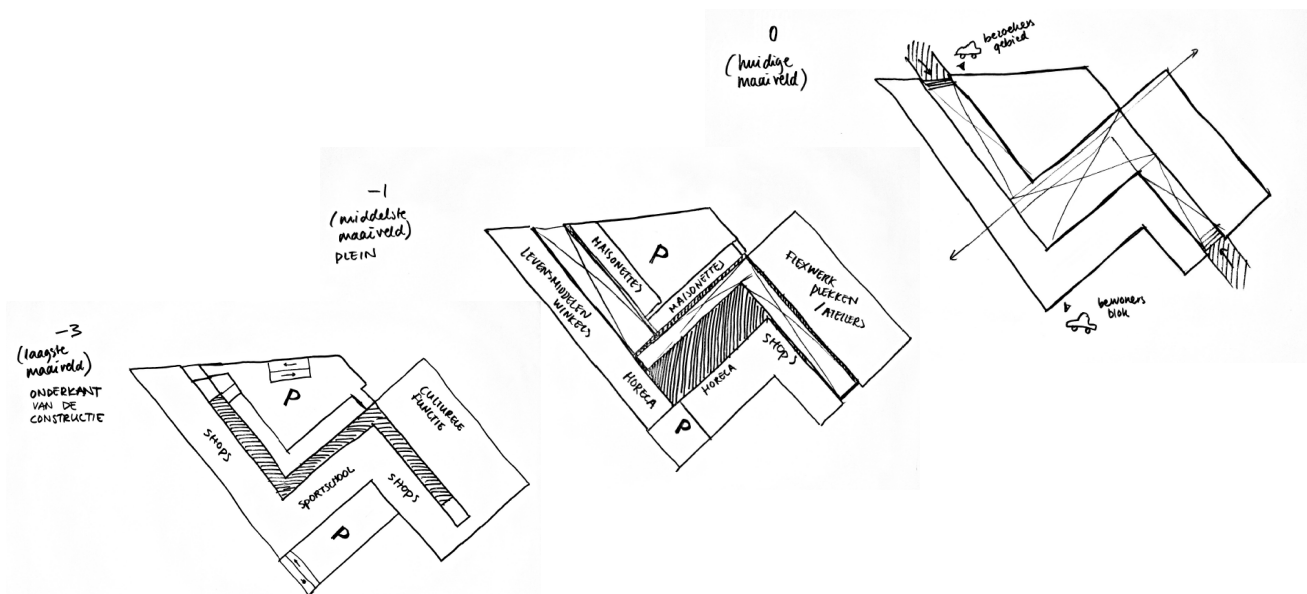 0
(huidige
maaiveld)
bezoekers
gebied
bewoners
blok
-1
(middelste
maaiveld)
PLEIN
LEVENSMIDDELEN
WINKELS
MAISONETTES
P
MAISONETTES
FLEXWERK
PLEKKEN
/ATELIERS
HORECA
HORECA
SHOPS
P
-3
(laagste
maaiveld)
ONDERKANT
VAN DE
CONSTRUCTIE
P
CULTURELE
FUNCTIE
SHOPS
SPORTSCHOOL
SHOPS
P